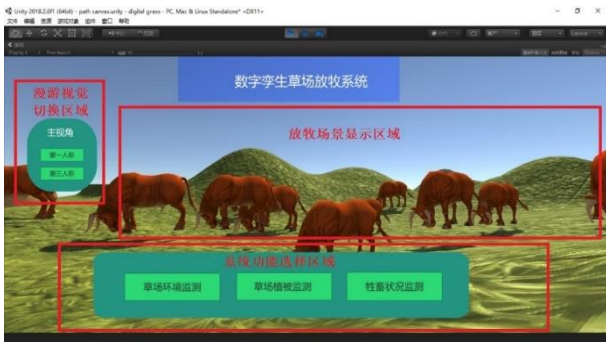 Unity 2018.2.6f1 (64bit) - path canves.unity - digital grass - PC, Mac & Linux Standalone* <DX11>
文件 编辑 资源 游戏对象 组件 窗口 帮助
Layout
数字孪生草场放牧系统
漫游视觉
切换区域
主视角
第一人称
第三人称
放牧场景显示区域
系统功能选择区域
草场环境监测
草场植被监测
牲畜状况监测